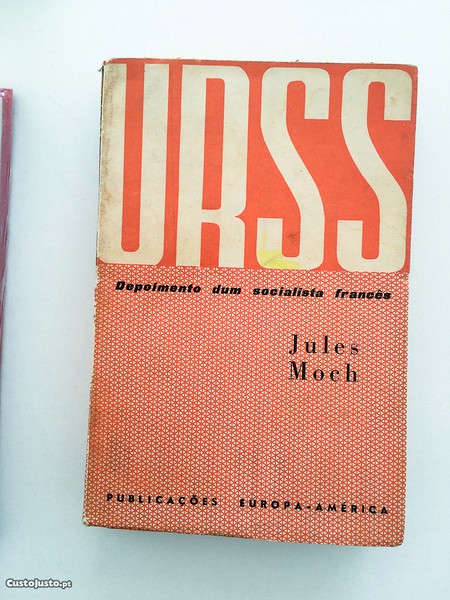 URSS
Depoimento dum socialista francês
Jules
Moch
PUBLICAÇÕES EUROPA-AMÉRICA
CustoJusto.pt